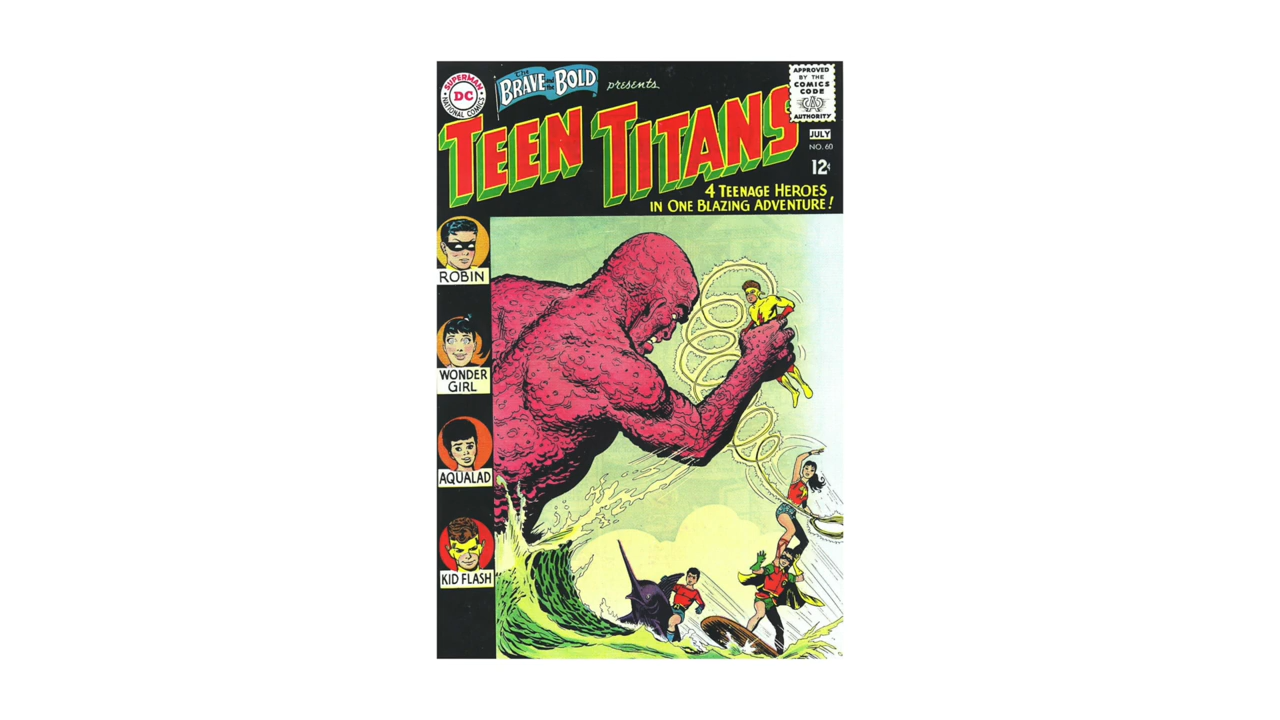 SUPERMAN
DC
NATIONAL COMICS
The BRAVE and the BOLD presents
TEEN TITANS
APPROVED
BY THE
COMICS
CODE
CA
AUTHORITY
JULY
NO. 60
12¢
4 TEENAGE HEROES
IN ONE BLAZING ADVENTURE!
ROBIN
WONDER
GIRL
AQUALAD
KID FLASH